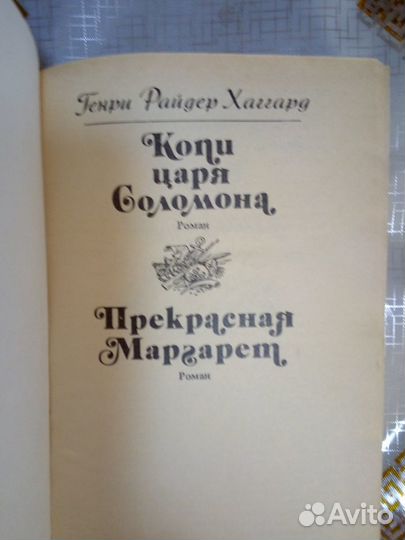 Генри Райдер Хаггард
Копи
царя
Соломона
Роман
Прекрасная
Маргарет
Роман
Avito